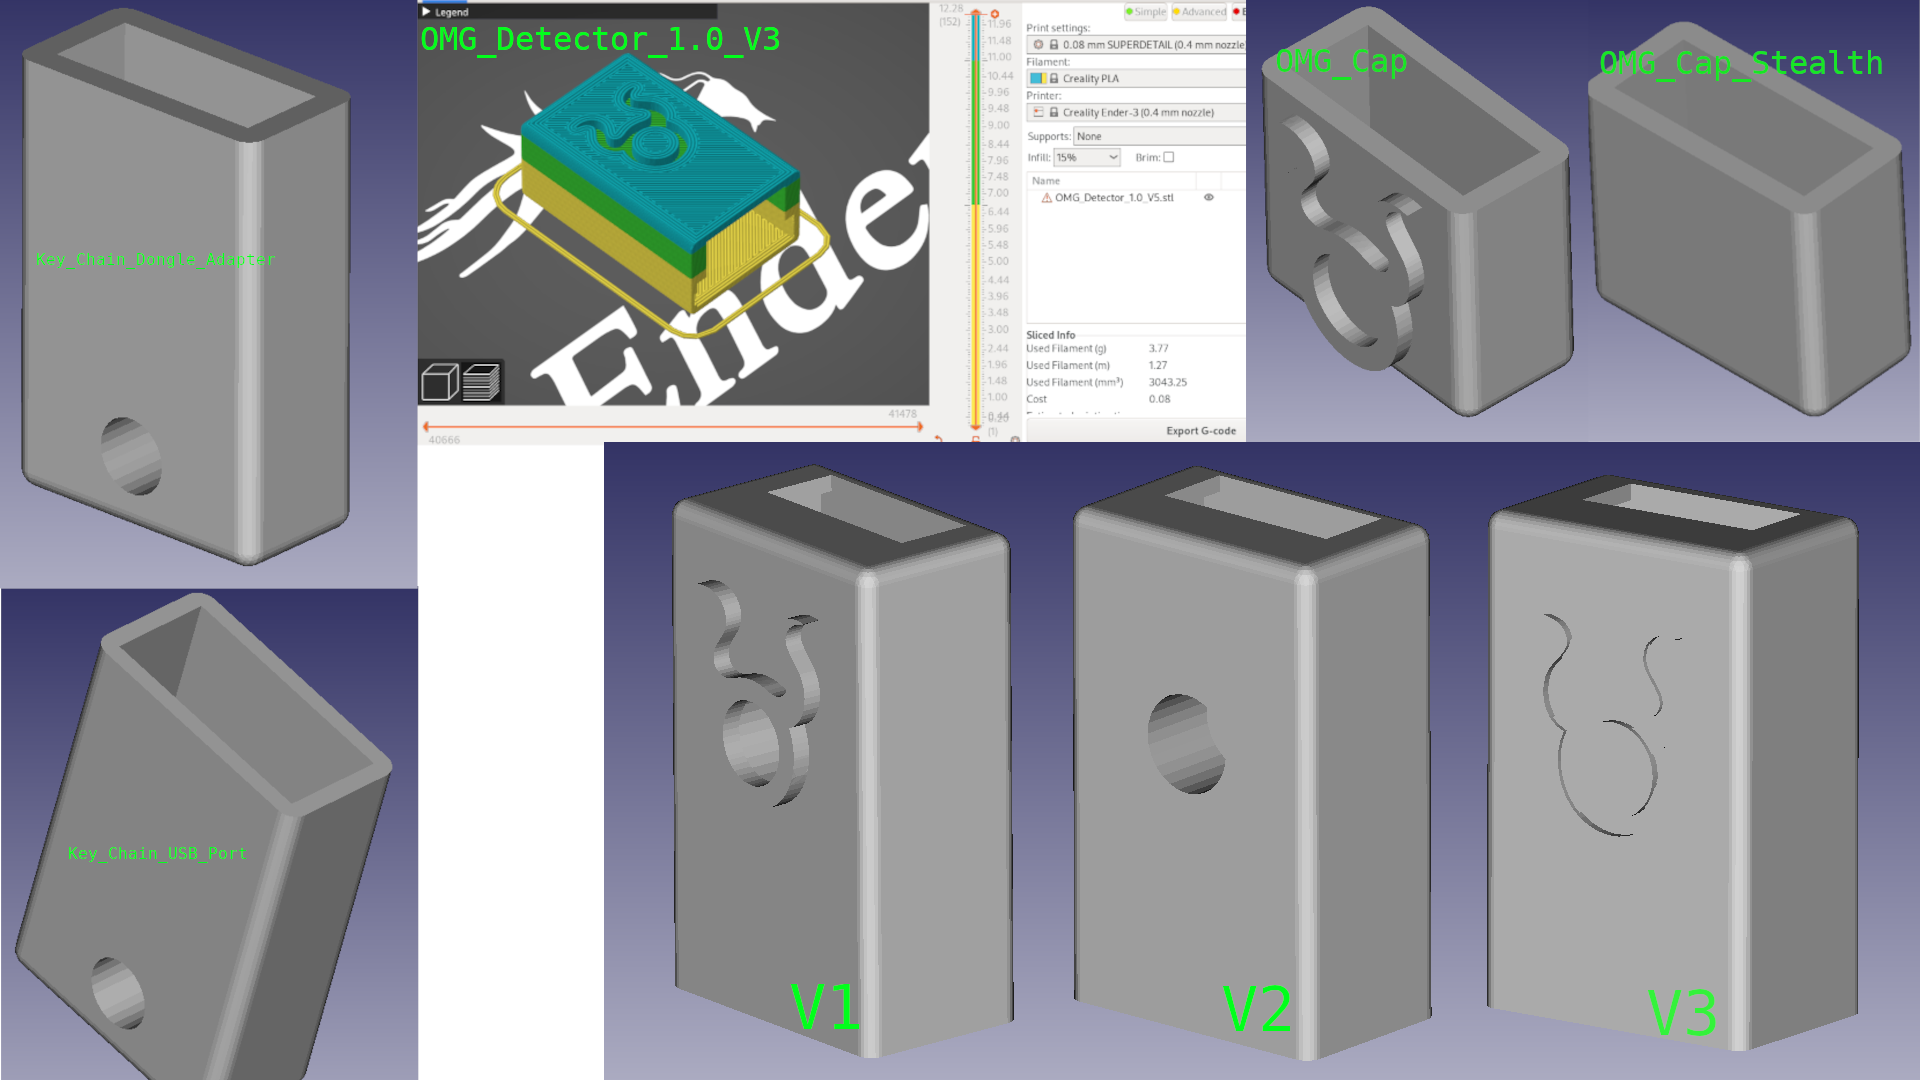 Key_Chain_Dongle_Adapter
Key_Chain_USB_Port
Legend
OMG_Detector_1.0_V3
Ender
41478
40666
12.28
(152)
11.96
11.48
11.00
10.44
9.96
9.48
9.00
8.44
7.96
7.48
7.00
6.44
5.96
5.48
5.00
4.44
3.96
3.48
3.00
2.44
1.96
1.48
1.00
0.20
(1)
Simple
Advanced
E
Print settings:
0.08 mm SUPERDETAIL (0.4 mm nozzle
Filament:
Creality PLA
Printer:
Creality Ender-3 (0.4 mm nozzle)
Supports: None
Infill: 15% Brim:
Name
OMG_Detector_1.0_V5.stl
Sliced Info
Used Filament (g) 3.77
Used Filament (m) 1.27
Used Filament (mm³) 3043.25
Cost 0.08
Export G-code
OMG_Cap
OMG_Cap_Stealth
V1
V2
V3